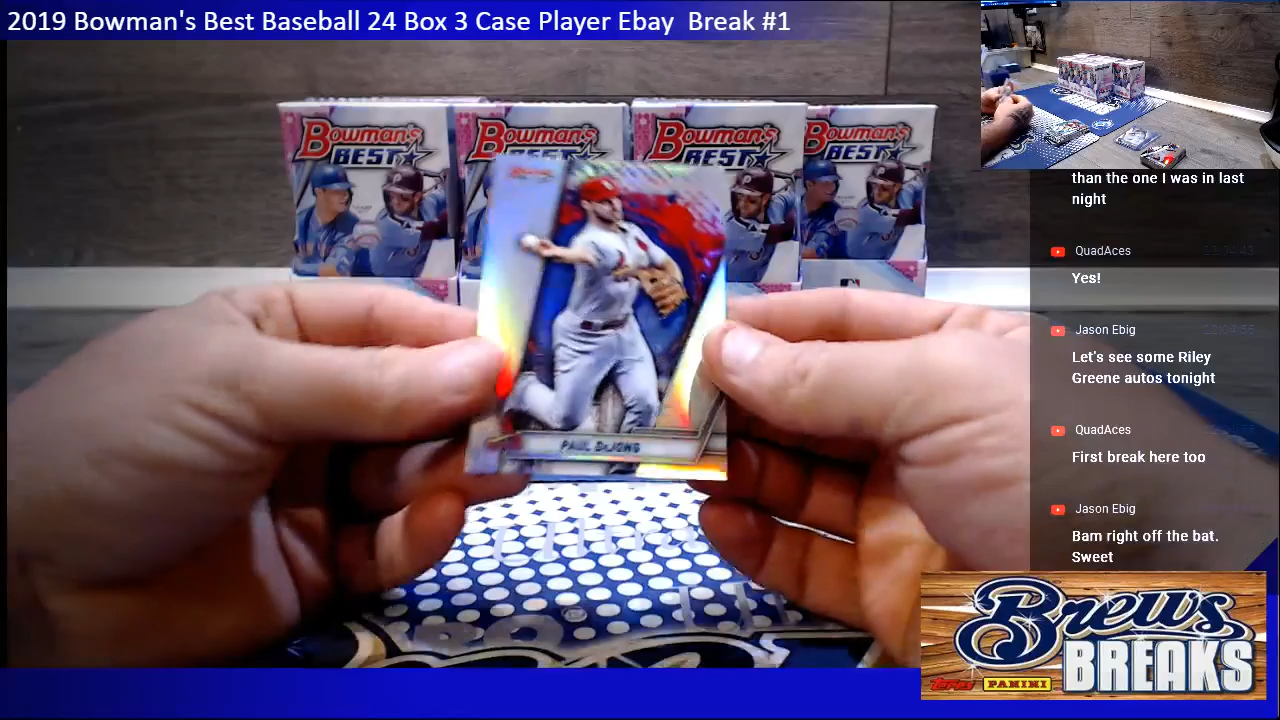 2019 Bowman's Best Baseball 24 Box 3 Case Player Ebay Break #1
Bowman's
BEST
Bowman's
BEST
Bowman's
BEST
Bowman's
BEST
PAUL DeJONG
than the one I was in last
night
QuadAces
Yes!
Jason Ebig
Let's see some Riley
Greene autos tonight
QuadAces
First break here too
Jason Ebig
Bam right off the bat.
Sweet
Brews
BREAKS
Topps PANINI